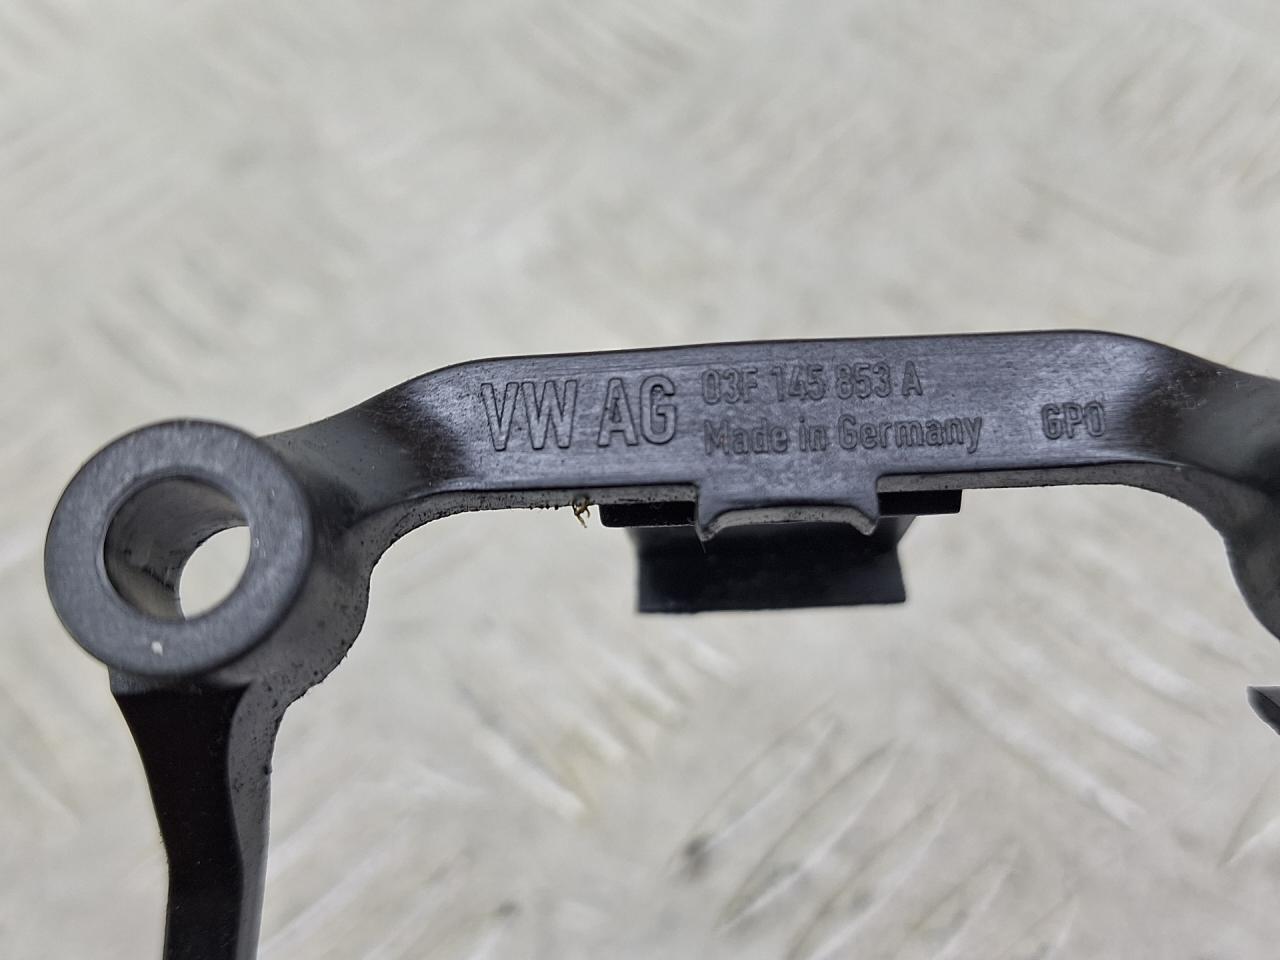 VW AG
03F 145 853 A
Made in Germany
GPO